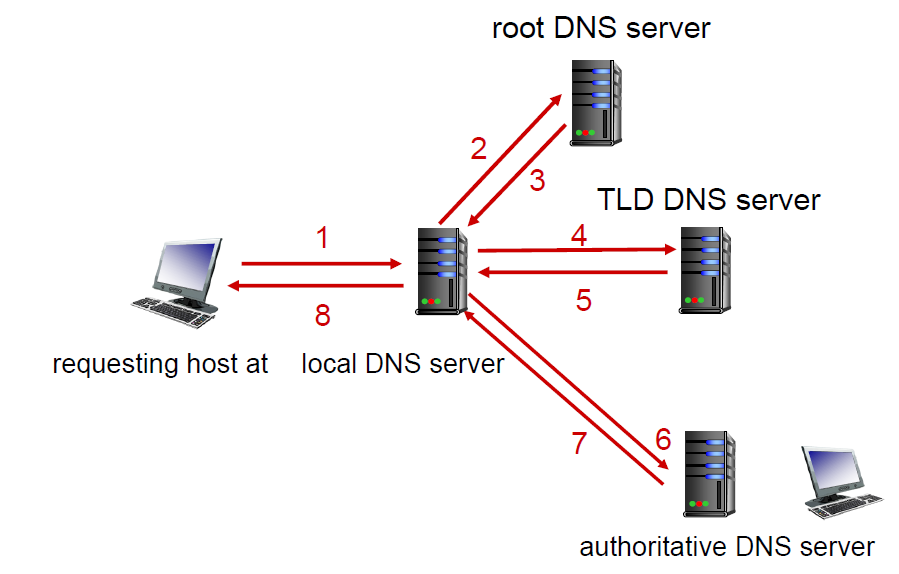 root DNS server
2
3
TLD DNS server
1
4
8
5
requesting host at
local DNS server
7
6
authoritative DNS server